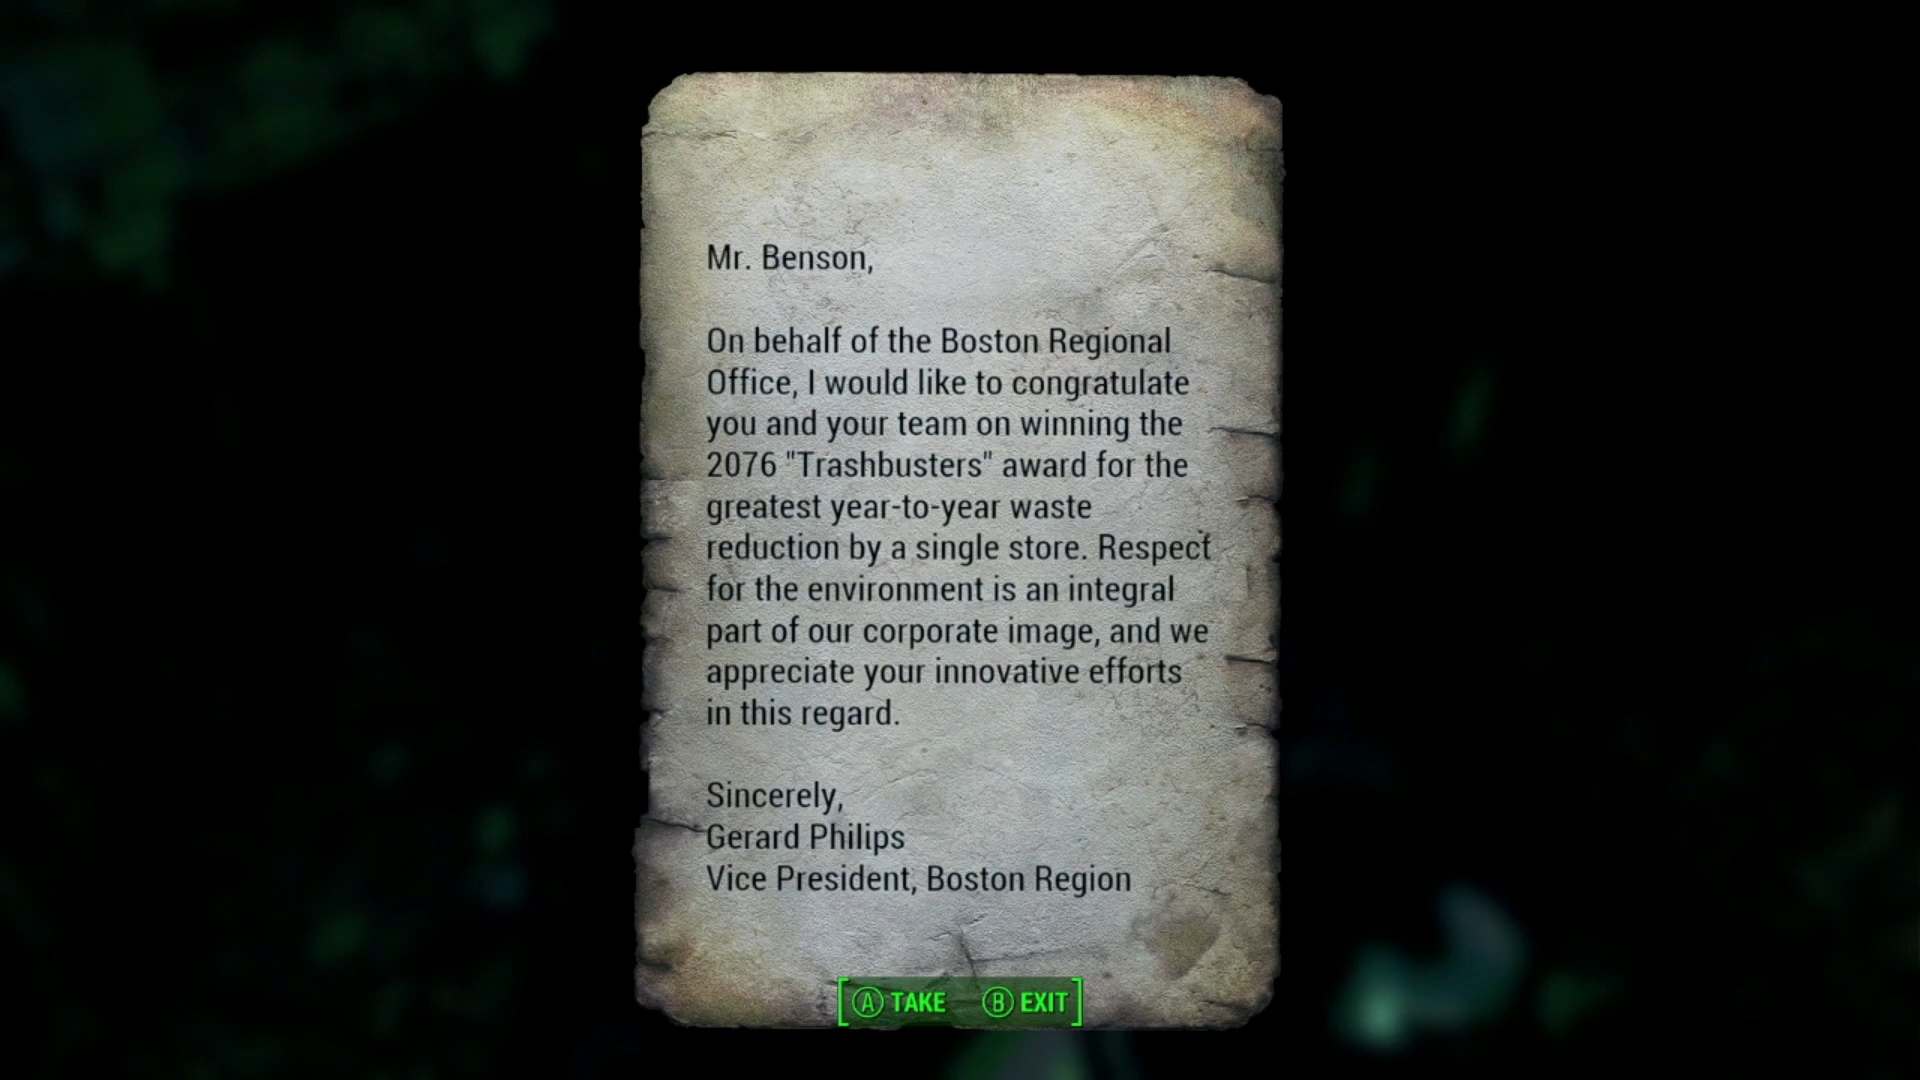 Mr. Benson,
On behalf of the Boston Regional
Office, I would like to congratulate
you and your team on winning the
2076 "Trashbusters" award for the
greatest year-to-year waste
reduction by a single store. Respect
for the environment is an integral
part of our corporate image, and we
appreciate your innovative efforts
in this regard.
Sincerely,
Gerard Philips
Vice President, Boston Region
A TAKE B EXIT